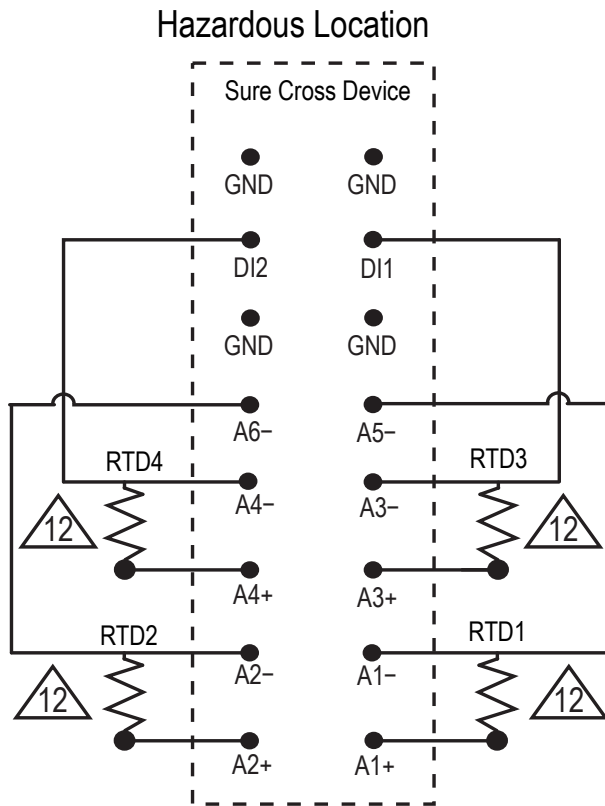 Hazardous Location
Sure Cross Device
GND GND
DI2 DI1
GND GND
A6− A5−
RTD4 RTD3
A4− A3−
12 12
A4+ A3+
RTD2 RTD1
A2− A1−
12 12
A2+ A1+